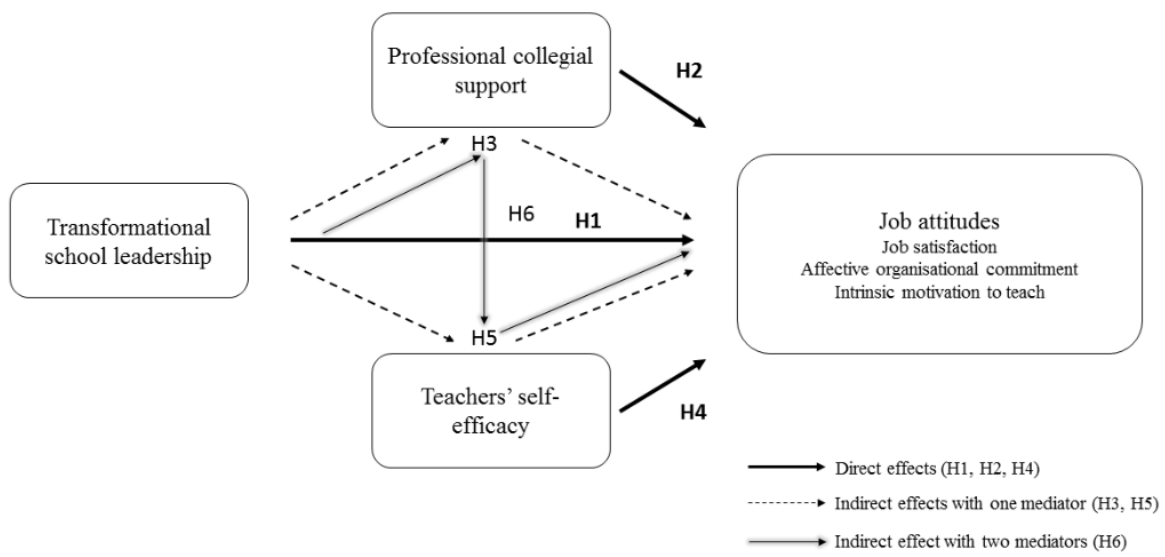 Professional collegial
support
H2
H3
Transformational
school leadership
H6
H1
Job attitudes
Job satisfaction
Affective organisational commitment
Intrinsic motivation to teach
H5
Teachers' self-
efficacy
H4
Direct effects (H1, H2, H4)
Indirect effects with one mediator (H3, H5)
Indirect effect with two mediators (H6)